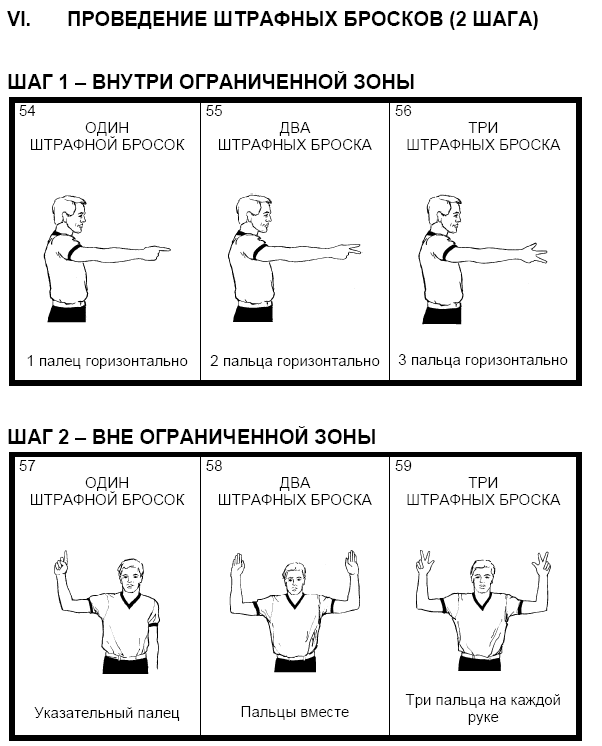 VI. ПРОВЕДЕНИЕ ШТРАФНЫХ БРОСКОВ (2 ШАГА)
ШАГ 1 – ВНУТРИ ОГРАНИЧЕННОЙ ЗОНЫ
54
ОДИН
ШТРАФНОЙ БРОСОК
1 палец горизонтально
55
ДВА
ШТРАФНЫХ БРОСКА
2 пальца горизонтально
56
ТРИ
ШТРАФНЫХ БРОСКА
3 пальца горизонтально
ШАГ 2 – ВНЕ ОГРАНИЧЕННОЙ ЗОНЫ
57
ОДИН
ШТРАФНОЙ БРОСОК
Указательный палец
58
ДВА
ШТРАФНЫХ БРОСКА
Пальцы вместе
59
ТРИ
ШТРАФНЫХ БРОСКА
Три пальца на каждой
руке